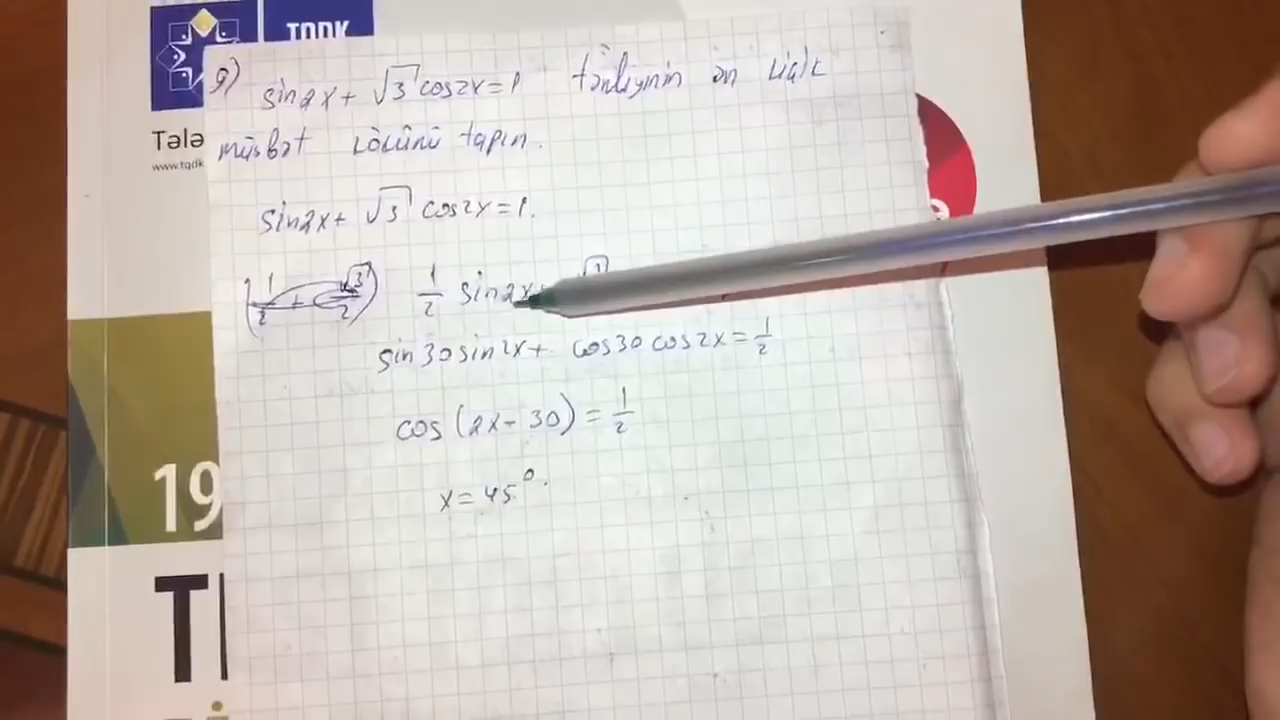 TQDK
Tələ
www.tqdk
9) sin2x + √3 cos2x = 1 tənliyinin ən kiçik
müsbət kökünü tapın.
sin2x + √3 cos2x = 1.
(1/2 + √3/2) 1/2 sin2x
sin30 sin2x + cos30 cos2x = 1/2
cos (2x - 30) = 1/2
x = 45°.
19